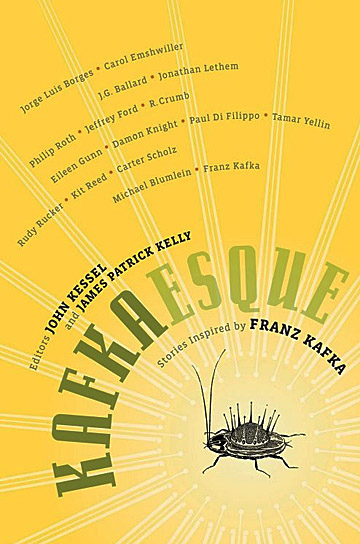 Jorge Luis Borges • Carol Emshwiller
J.G. Ballard • Jonathan Lethem
Philip Roth • Jeffrey Ford • R. Crumb
Eileen Gunn • Damon Knight • Paul Di Filippo • Tamar Yellin
Rudy Rucker • Kit Reed • Carter Scholz
Michael Blumlein • Franz Kafka
Editors JOHN KESSEL
and JAMES PATRICK KELLY
KAFKAESQUE
Stories Inspired by FRANZ KAFKA